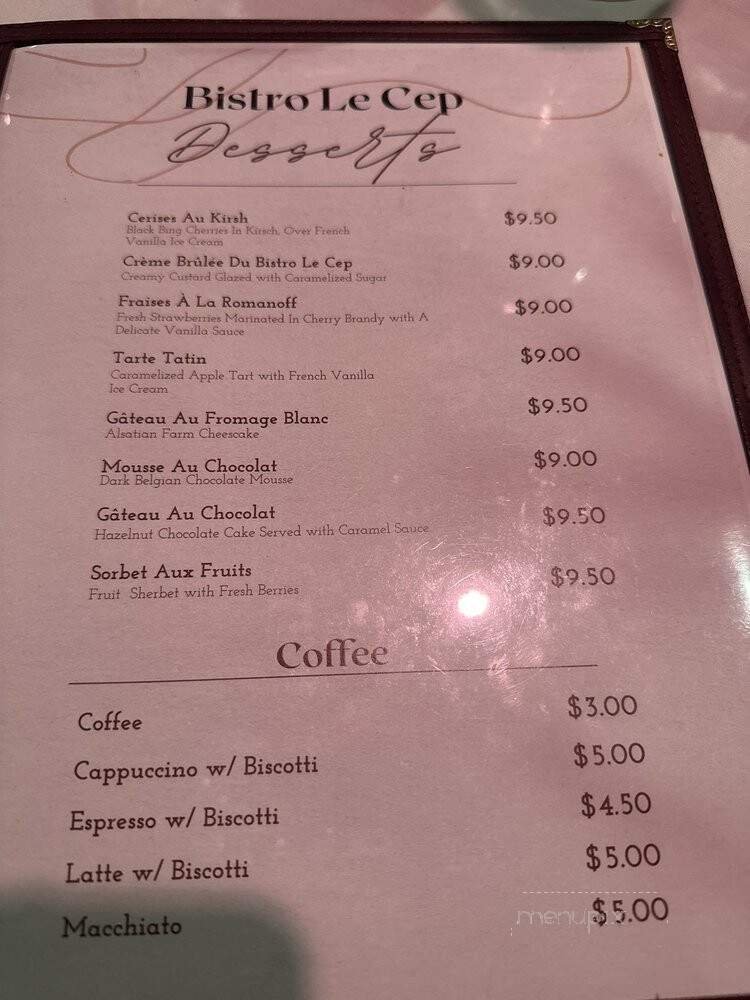 Bistro Le Cep
Desserts
Cerises Au Kirsh $9.50
Black Bing Cherries In Kirsch, Over French
Vanilla Ice Cream
Crème Brûlée Du Bistro Le Cep $9.00
Creamy Custard Glazed with Caramelized Sugar
Fraises À La Romanoff $9.00
Fresh Strawberries Marinated In Cherry Brandy with A
Delicate Vanilla Sauce
Tarte Tatin $9.00
Caramelized Apple Tart with French Vanilla
Ice Cream
Gâteau Au Fromage Blanc $9.50
Alsatian Farm Cheescake
Mousse Au Chocolat $9.00
Dark Belgian Chocolate Mousse
Gâteau Au Chocolat $9.50
Hazelnut Chocolate Cake Served with Caramel Sauce
Sorbet Aux Fruits $9.50
Fruit Sherbet with Fresh Berries
Coffee
Coffee $3.00
Cappuccino w/ Biscotti $5.00
Espresso w/ Biscotti $4.50
Latte w/ Biscotti $5.00
Macchiato $5.00